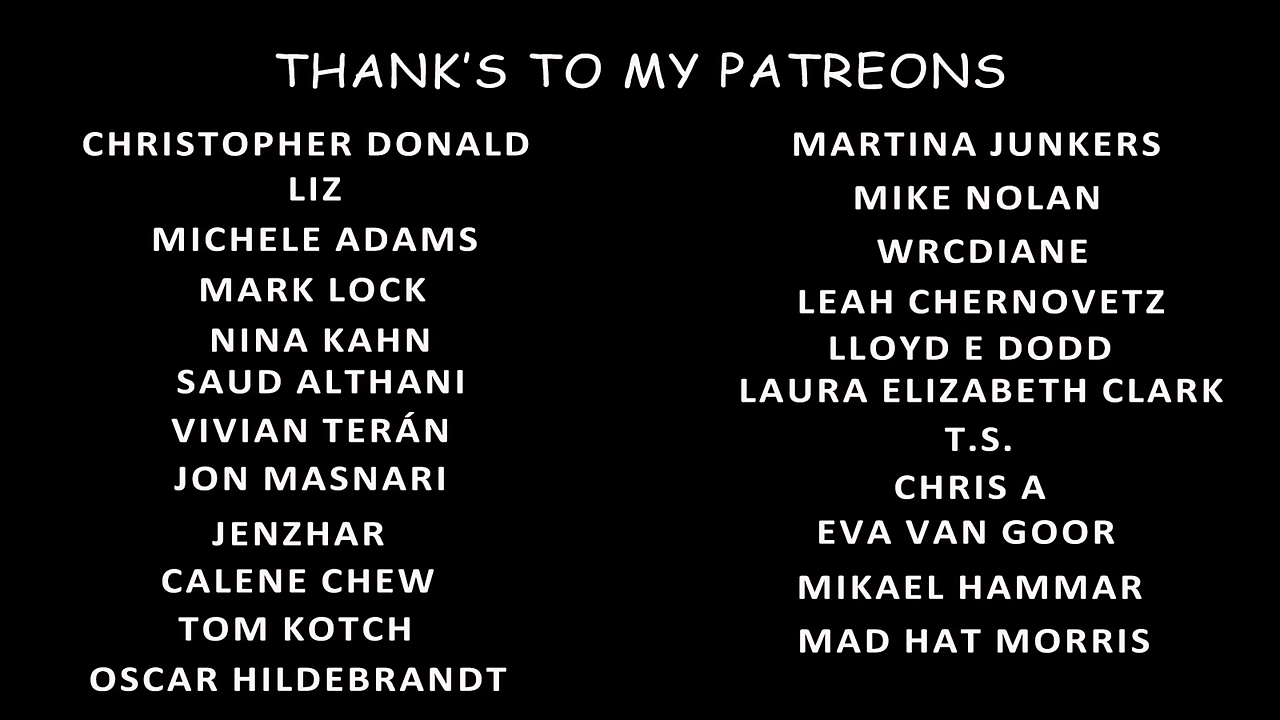 THANK'S TO MY PATREONS
CHRISTOPHER DONALD
LIZ
MICHELE ADAMS
MARK LOCK
NINA KAHN
SAUD ALTHANI
VIVIAN TERÁN
JON MASNARI
JENZHAR
CALENE CHEW
TOM KOTCH
OSCAR HILDEBRANDT
MARTINA JUNKERS
MIKE NOLAN
WRCDIANE
LEAH CHERNOVETZ
LLOYD E DODD
LAURA ELIZABETH CLARK
T.S.
CHRIS A
EVA VAN GOOR
MIKAEL HAMMAR
MAD HAT MORRIS